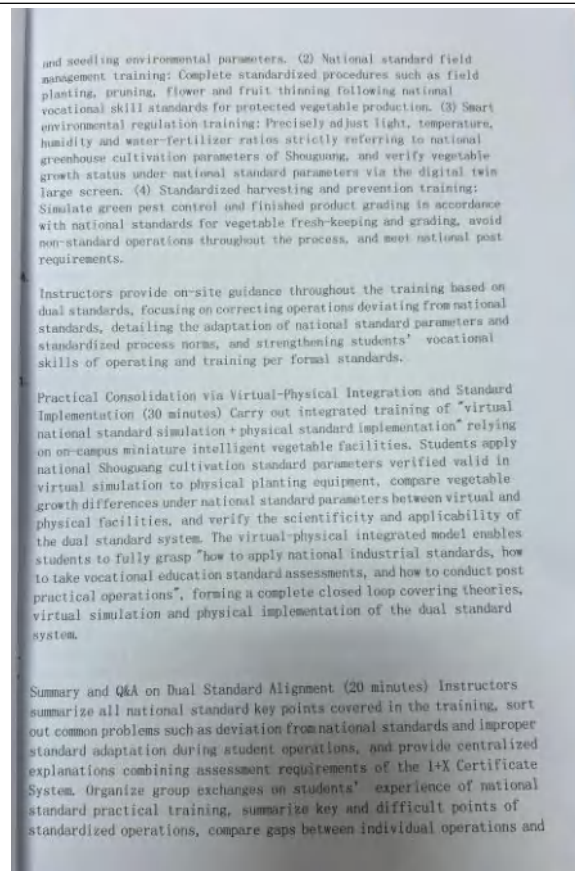 and seedling environmental parameters. (2) National standard field
management training: Complete standardized procedures such as field
planting, pruning, flower and fruit thinning following national
vocational skill standards for protected vegetable production. (3) Smart
environmental regulation training: Precisely adjust light, temperature,
humidity and water-fertilizer ratios strictly referring to national
greenhouse cultivation parameters of Shouguang, and verify vegetable
growth status under national standard parameters via the digital twin
large screen. (4) Standardized harvesting and prevention training:
Simulate green pest control and finished product grading in accordance
with national standards for vegetable fresh-keeping and grading, avoid
non-standard operations throughout the process, and meet national post
requirements.
Instructors provide on-site guidance throughout the training based on
dual standards, focusing on correcting operations deviating from national
standards, detailing the adaptation of national standard parameters and
standardized process norms, and strengthening students' vocational
skills of operating and training per formal standards.
Practical Consolidation via Virtual-Physical Integration and Standard
Implementation (30 minutes) Carry out integrated training of "virtual
national standard simulation + physical standard implementation" relying
on on-campus miniature intelligent vegetable facilities. Students apply
national Shouguang cultivation standard parameters verified valid in
virtual simulation to physical planting equipment, compare vegetable
growth differences under national standard parameters between virtual and
physical facilities, and verify the scientificity and applicability of
the dual standard system. The virtual-physical integrated model enables
students to fully grasp "how to apply national industrial standards, how
to take vocational education standard assessments, and how to conduct post
practical operations", forming a complete closed loop covering theories,
virtual simulation and physical implementation of the dual standard
system.
Summary and Q&A on Dual Standard Alignment (20 minutes) Instructors
summarize all national standard key points covered in the training, sort
out common problems such as deviation from national standards and improper
standard adaptation during student operations, and provide centralized
explanations combining assessment requirements of the 1+X Certificate
System. Organize group exchanges on students' experience of national
standard practical training, summarize key and difficult points of
standardized operations, compare gaps between individual operations and